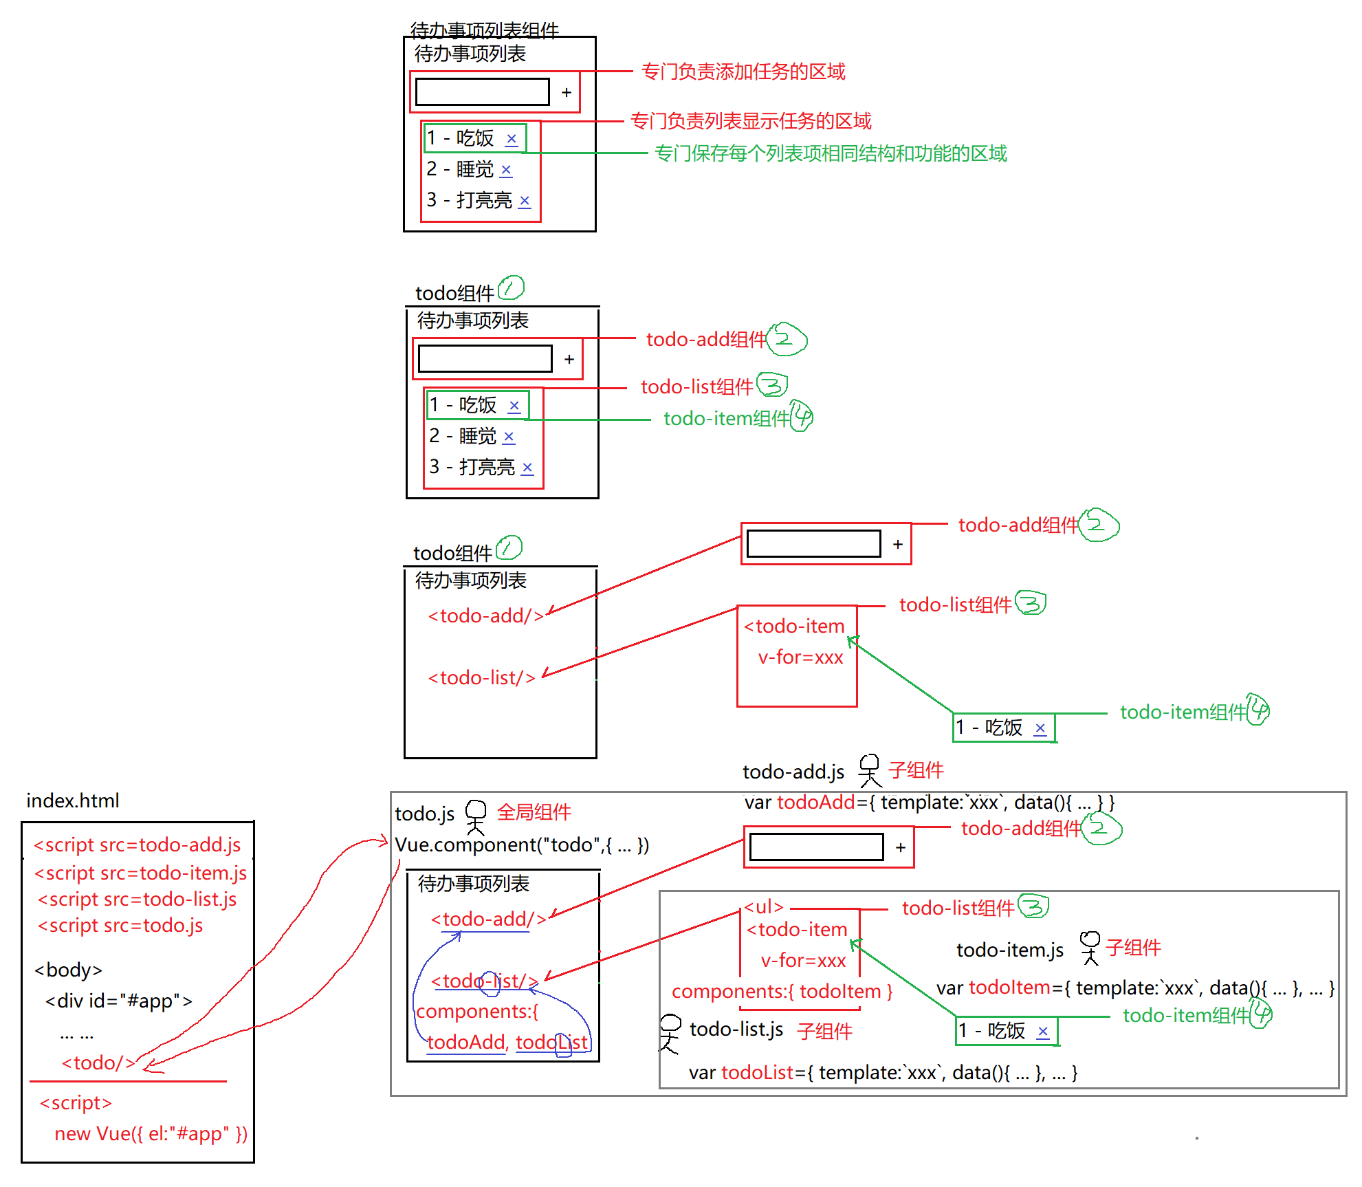 待办事项列表组件
待办事项列表
专门负责添加任务的区域
+
专门负责列表显示任务的区域
1 - 吃饭 ×
专门保存每个列表项相同结构和功能的区域
2 - 睡觉 ×
3 - 打亮亮 ×
todo组件 1
待办事项列表
todo-add组件 2
+
todo-list组件 3
1 - 吃饭 ×
todo-item组件 4
2 - 睡觉 ×
3 - 打亮亮 ×
todo组件 1
待办事项列表
<todo-add/>
<todo-list/>
todo-add组件 2
+
todo-list组件 3
<todo-item
v-for=xxx
todo-item组件 4
1 - 吃饭 ×
index.html
<script src=todo-add.js
<script src=todo-item.js
<script src=todo-list.js
<script src=todo.js
<body>
<div id="#app">
... ...
<todo/>
<script>
new Vue({ el:"#app" })
todo.js 全局组件
Vue.component("todo",{ ... })
待办事项列表
<todo-add/>
<todo-list/>
components:{
todoAdd, todoList
todo-add.js 子组件
var todoAdd={ template:`xxx`, data(){ ... } }
todo-add组件 2
+
<ul>
todo-list组件 3
<todo-item
v-for=xxx
components:{ todoItem }
todo-list.js 子组件
var todoList={ template:`xxx`, data(){ ... }, ... }
todo-item.js 子组件
var todoItem={ template:`xxx`, data(){ ... }, ... }
todo-item组件 4
1 - 吃饭 ×